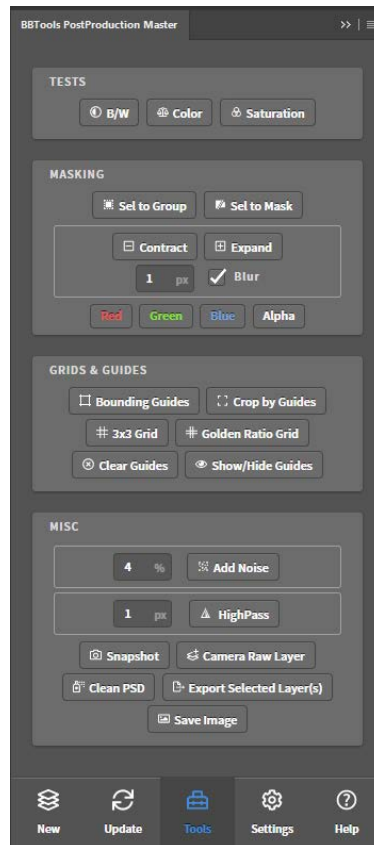 BBTools PostProduction Master
TESTS
B/W Color Saturation
MASKING
Sel to Group Sel to Mask
Contract Expand
1 px Blur
Red Green Blue Alpha
GRIDS & GUIDES
Bounding Guides Crop by Guides
3x3 Grid Golden Ratio Grid
Clear Guides Show/Hide Guides
MISC
4 % Add Noise
1 px HighPass
Snapshot Camera Raw Layer
Clean PSD Export Selected Layer(s)
Save Image
New Update Tools Settings Help